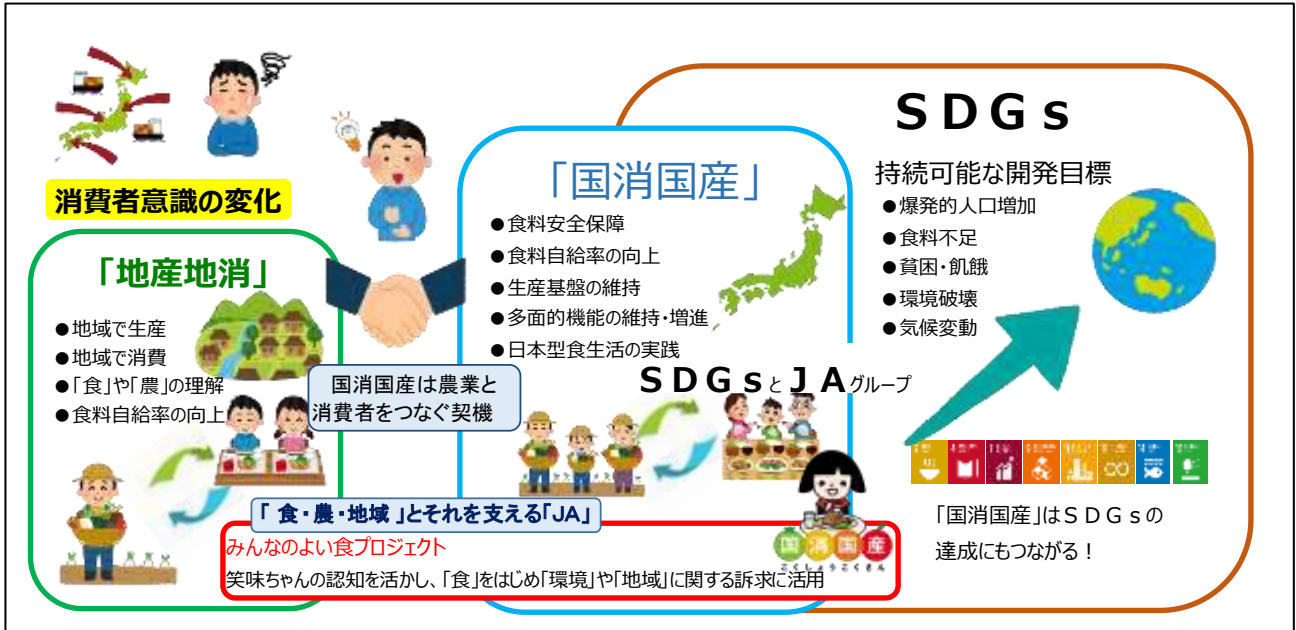 消費者意識の変化
「地産地消」
●地域で生産
●地域で消費
●「食」や「農」の理解
●食料自給率の向上
国消国産は農業と
消費者をつなぐ契機
「国消国産」
●食料安全保障
●食料自給率の向上
●生産基盤の維持
●多面的機能の維持・増進
●日本型食生活の実践
ＳＤＧｓとＪＡグループ
ＳＤＧｓ
持続可能な開発目標
●爆発的人口増加
●食料不足
●貧困・飢餓
●環境破壊
●気候変動
「国消国産」はＳＤＧｓの
達成にもつながる！
「食・農・地域」とそれを支える「JA」
みんなのよい食プロジェクト
笑味ちゃんの認知を活かし、「食」をはじめ「環境」や「地域」に関する訴求に活用
国消国産
こくしょうこくさん